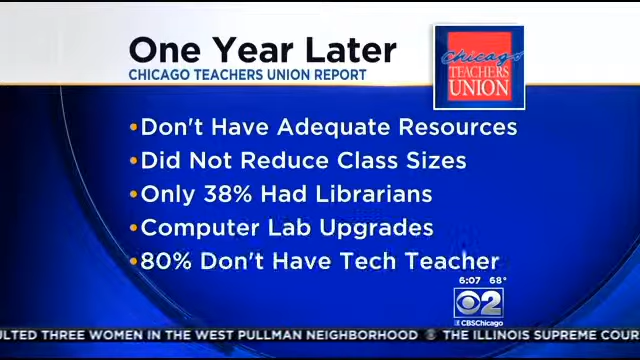 One Year Later
CHICAGO TEACHERS UNION REPORT
Chicago
TEACHERS
UNION
•Don't Have Adequate Resources
•Did Not Reduce Class Sizes
•Only 38% Had Librarians
•Computer Lab Upgrades
•80% Don't Have Tech Teacher
6:07 68°
2
f CBSChicago
ULTED THREE WOMEN IN THE WEST PULLMAN NEIGHBORHOOD THE ILLINOIS SUPREME COUR